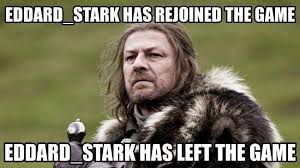 EDDARD_STARK HAS REJOINED THE GAME
EDDARD_STARK HAS LEFT THE GAME